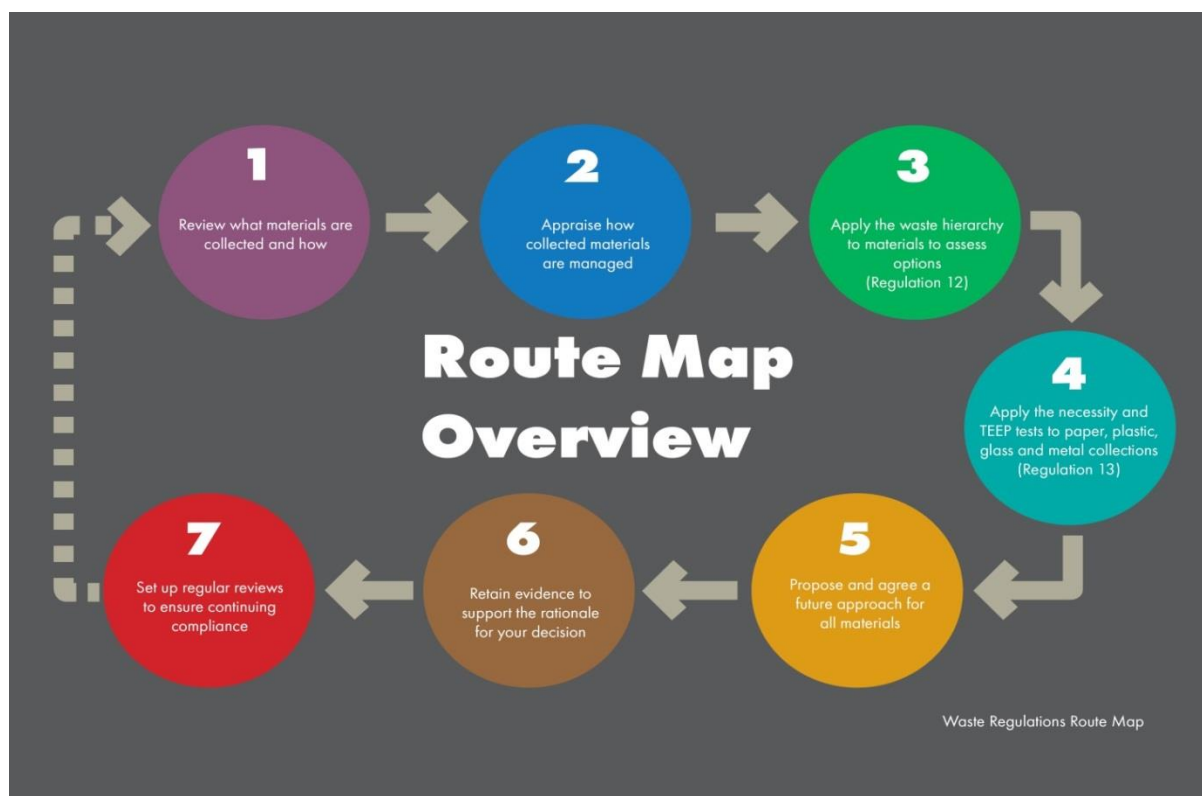 1
Review what materials are
collected and how
2
Appraise how
collected materials
are managed
3
Apply the waste hierarchy
to materials to assess
options
(Regulation 12)
Route Map
Overview
4
Apply the necessity and
TEEP tests to paper, plastic,
glass and metal collections
(Regulation 13)
5
Propose and agree a
future approach for
all materials
6
Retain evidence to
support the rationale
for your decision
7
Set up regular reviews
to ensure continuing
compliance
Waste Regulations Route Map